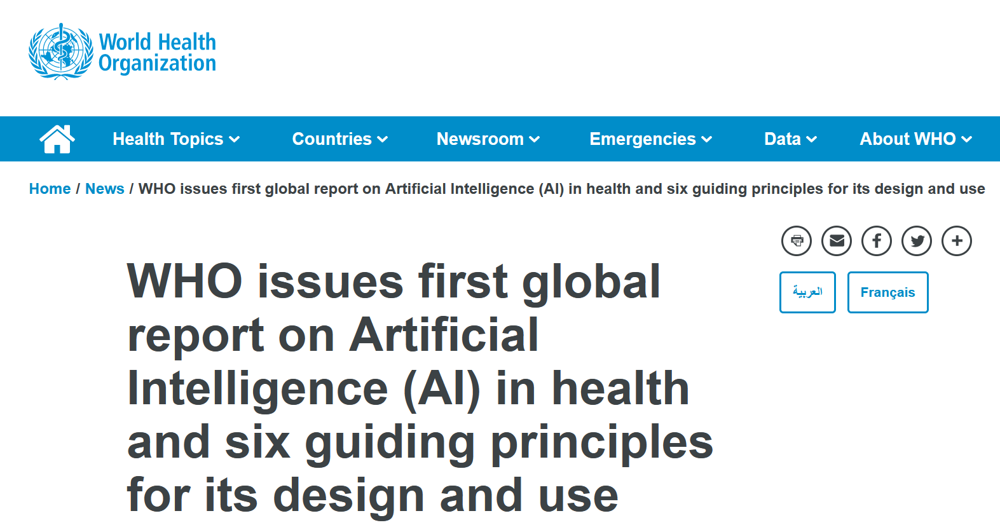 World Health
Organization
Health Topics
Countries
Newsroom
Emergencies
Data
About WHO
Home / News / WHO issues first global report on Artificial Intelligence (AI) in health and six guiding principles for its design and use
WHO issues first global
report on Artificial
Intelligence (AI) in health
and six guiding principles
for its design and use
العربية
Français